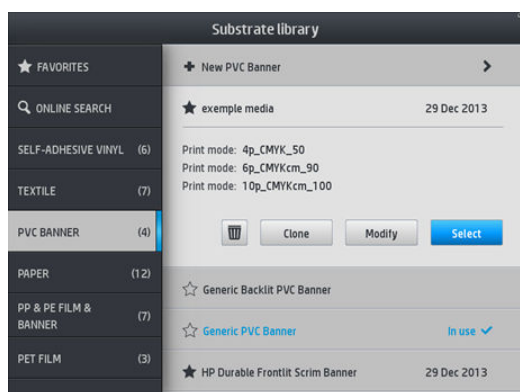 Substrate library
FAVORITES
ONLINE SEARCH
SELF-ADHESIVE VINYL (6)
TEXTILE (7)
PVC BANNER (4)
PAPER (12)
PP & PE FILM &
BANNER (7)
PET FILM (3)
New PVC Banner
exemple media 29 Dec 2013
Print mode: 4p_CMYK_50
Print mode: 6p_CMYKcm_90
Print mode: 10p_CMYKcm_100
Clone Modify Select
Generic Backlit PVC Banner
Generic PVC Banner In use
HP Durable Frontlit Scrim Banner 29 Dec 2013